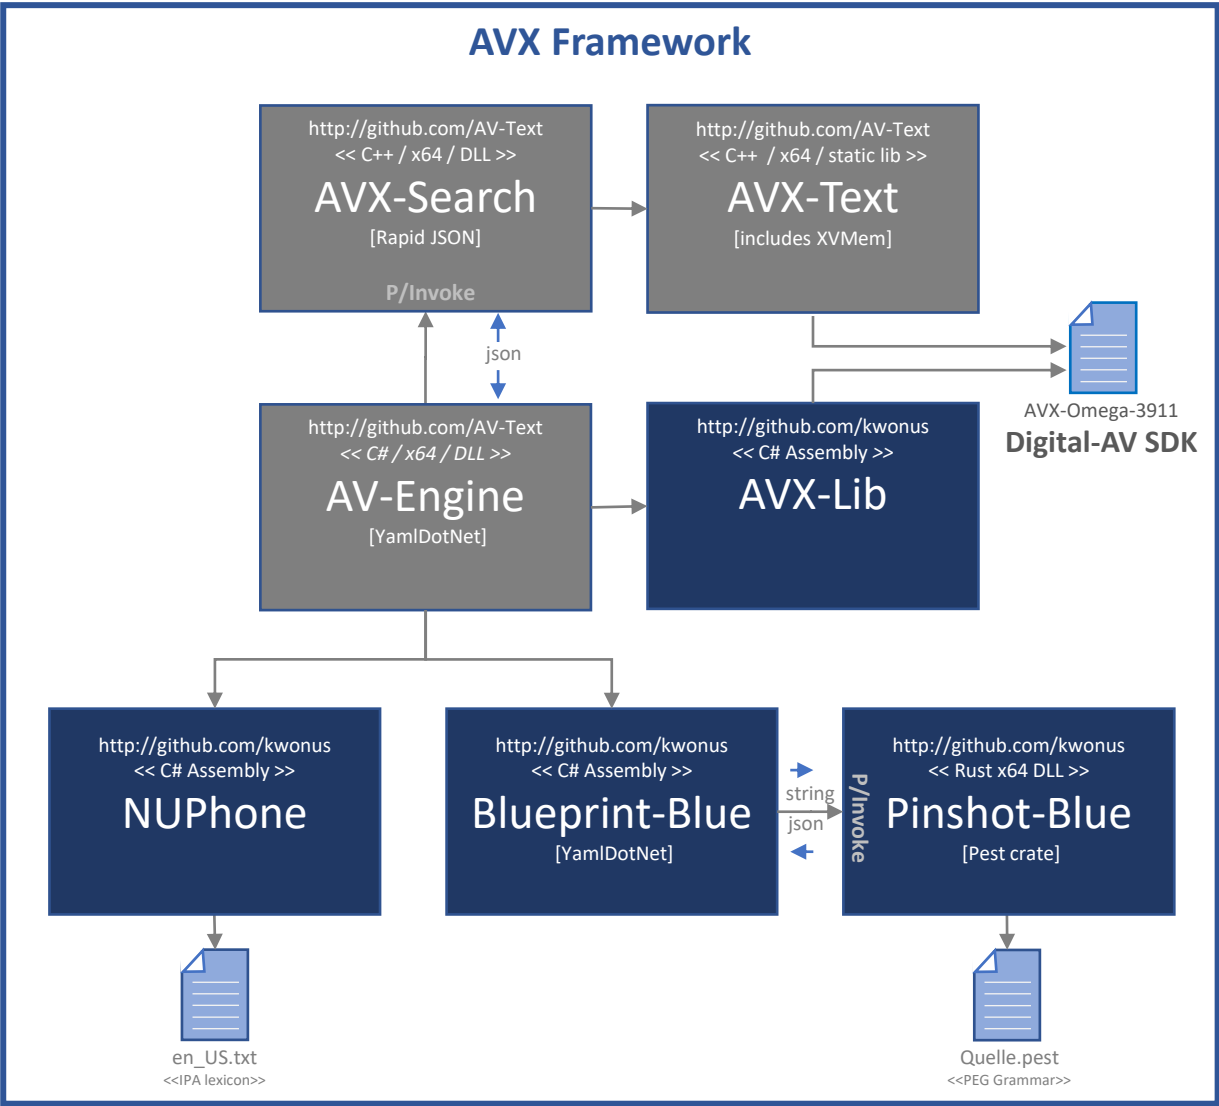 AVX Framework
http://github.com/AV-Text
<< C++ / x64 / DLL >>
AVX-Search
[Rapid JSON]
P/Invoke
http://github.com/AV-Text
<< C++ / x64 / static lib >>
AVX-Text
[includes XVMem]
json
AVX-Omega-3911
Digital-AV SDK
http://github.com/AV-Text
<< C# / x64 / DLL >>
AV-Engine
[YamlDotNet]
http://github.com/kwonus
<< C# Assembly >>
AVX-Lib
http://github.com/kwonus
<< C# Assembly >>
NUPhone
http://github.com/kwonus
<< C# Assembly >>
Blueprint-Blue
[YamlDotNet]
string
json
P/Invoke
http://github.com/kwonus
<< Rust x64 DLL >>
Pinshot-Blue
[Pest crate]
en_US.txt
<<IPA lexicon>>
Quelle.pest
<<PEG Grammar>>